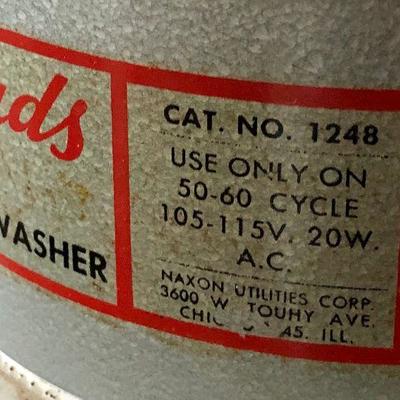 uds
WASHER
CAT. NO. 1248
USE ONLY ON
50-60 CYCLE
105-115V. 20W.
A.C.
NAXON UTILITIES CORP.
3600 W TOUHY AVE.
45. ILL.